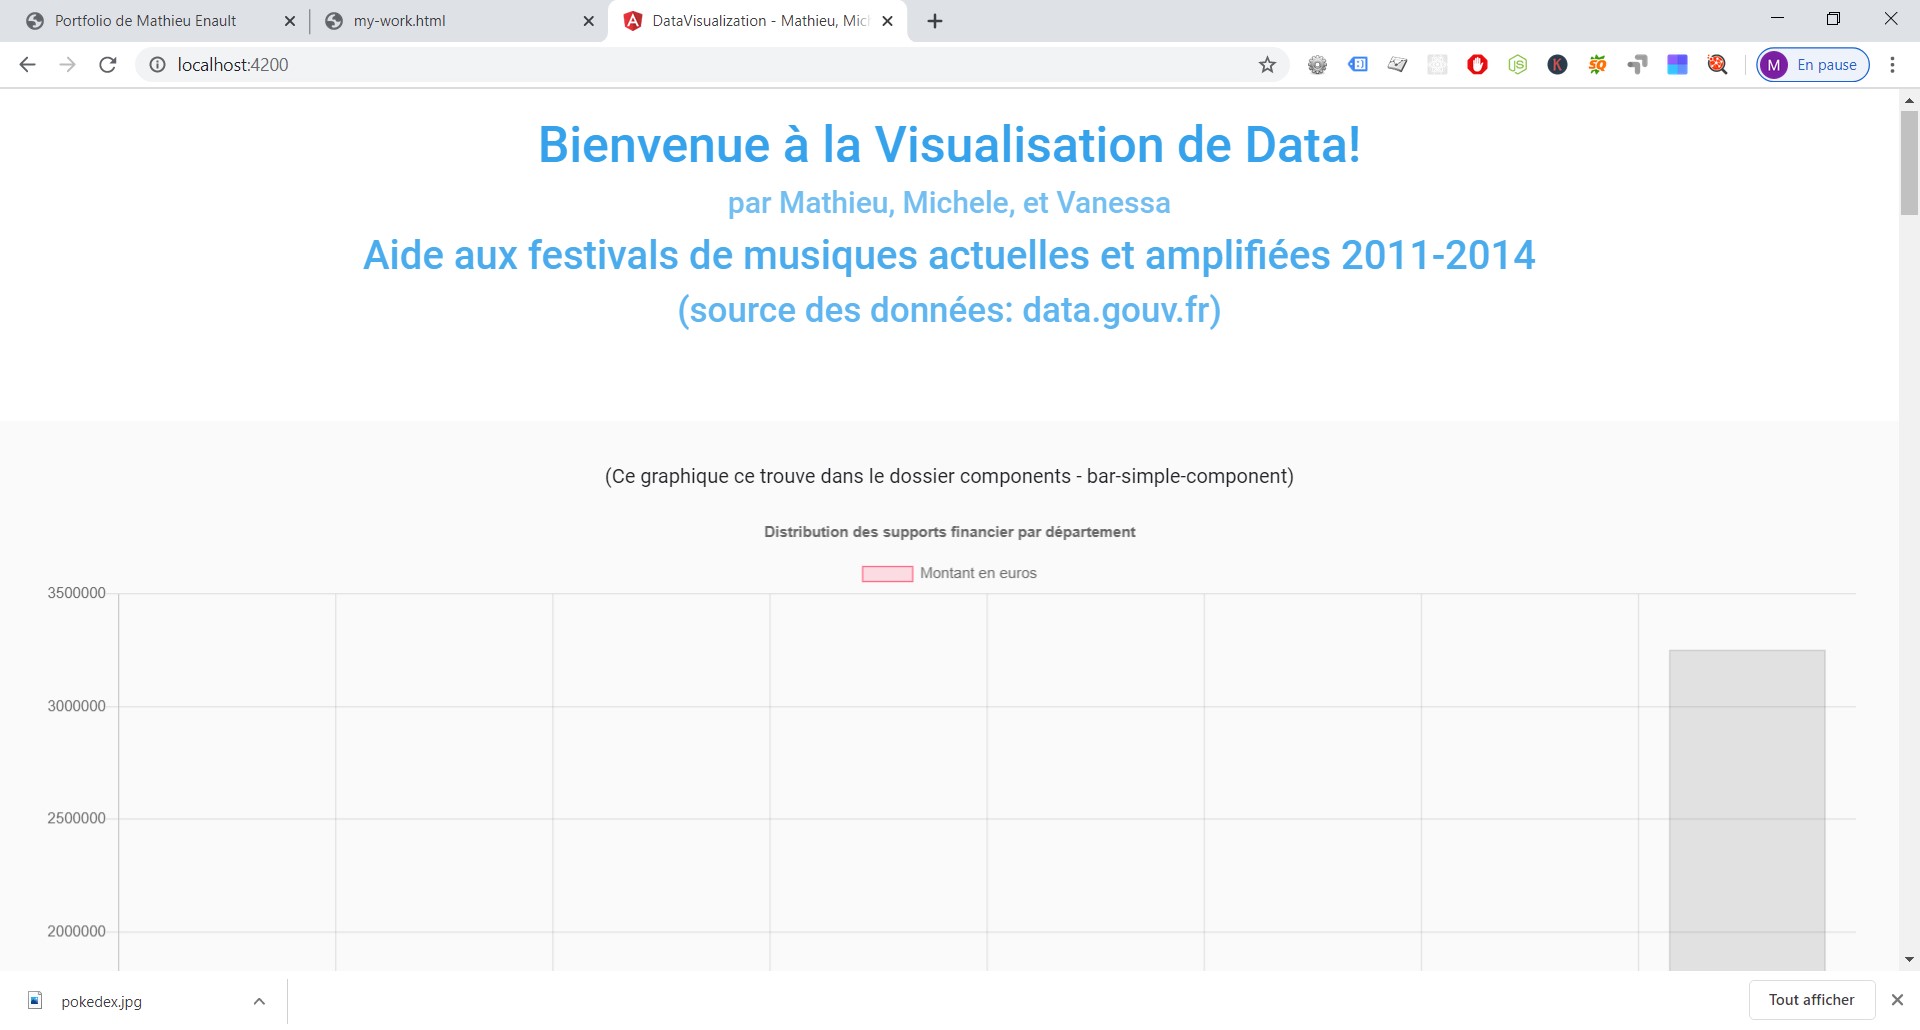 Portfolio de Mathieu Enault
my-work.html
DataVisualization - Mathieu, Mic
localhost:4200
M En pause
Bienvenue à la Visualisation de Data!
par Mathieu, Michele, et Vanessa
Aide aux festivals de musiques actuelles et amplifiées 2011-2014
(source des données: data.gouv.fr)
(Ce graphique ce trouve dans le dossier components - bar-simple-component)
Distribution des supports financier par département
Montant en euros
3500000
3000000
2500000
2000000
pokedex.jpg
Tout afficher